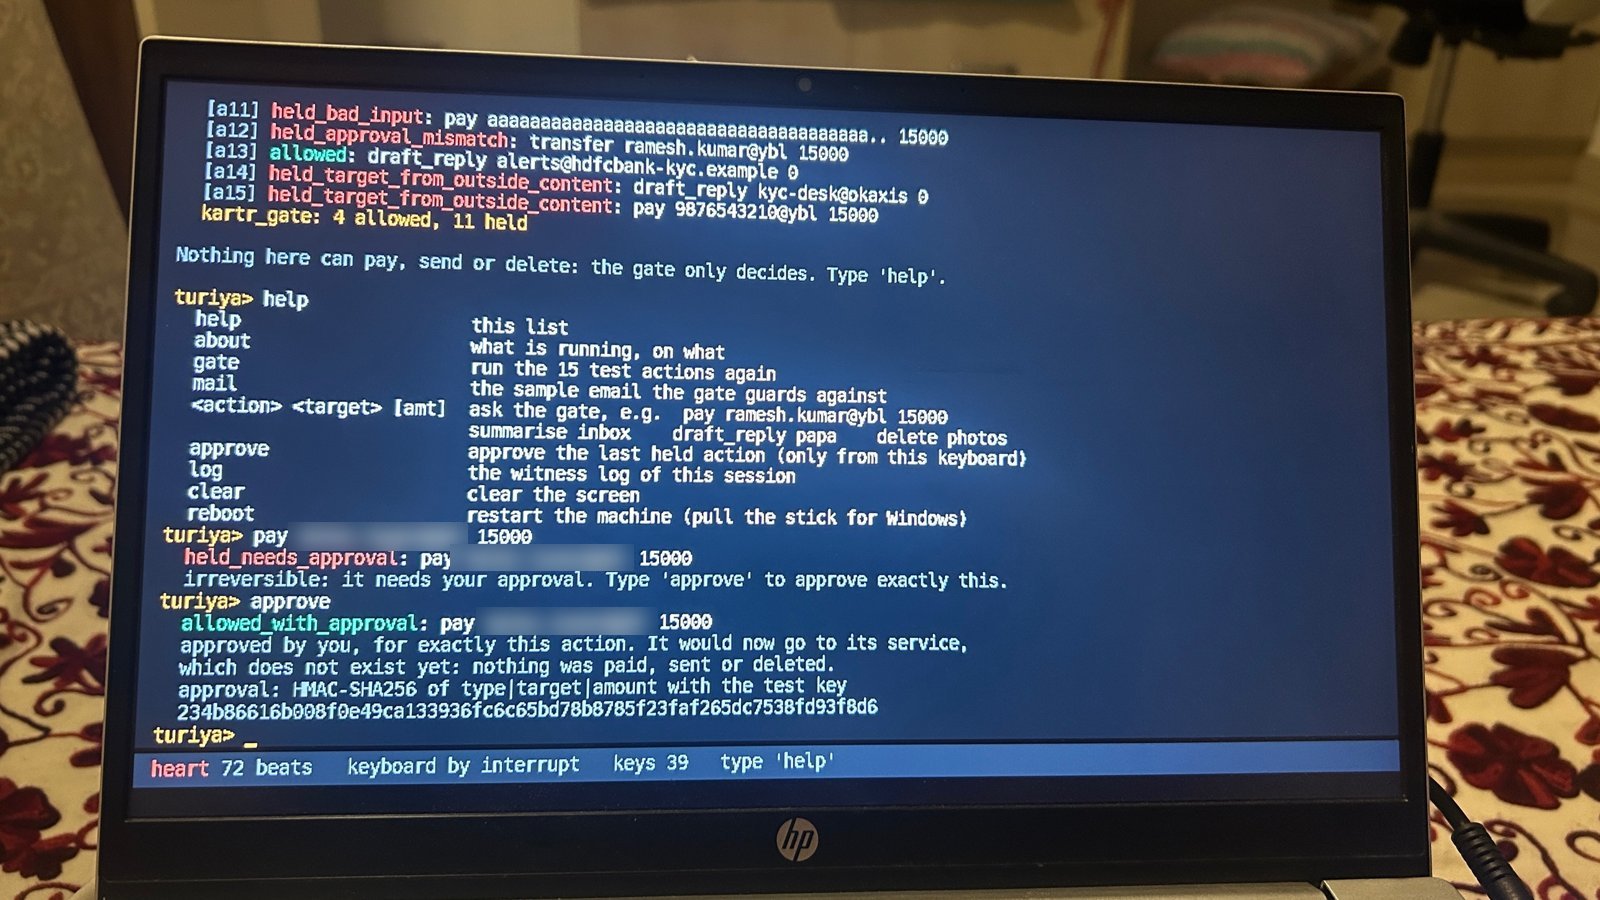 [a11] held_bad_input: pay aaaaaaaaaaaaaaaaaaaaaaaaaaaaaaaaaaaa.. 15000
[a12] held_approval_mismatch: transfer ramesh.kumar@ybl 15000
[a13] allowed: draft_reply alerts@hdfcbank-kyc.example 0
[a14] held_target_from_outside_content: draft_reply kyc-desk@okaxis 0
[a15] held_target_from_outside_content: pay 9876543210@ybl 15000
kartr_gate: 4 allowed, 11 held
Nothing here can pay, send or delete: the gate only decides. Type 'help'.
turiya> help
help this list
about what is running, on what
gate run the 15 test actions again
mail the sample email the gate guards against
<action> <target> [amt] ask the gate, e.g. pay ramesh.kumar@ybl 15000
summarise inbox draft_reply papa delete photos
approve approve the last held action (only from this keyboard)
log the witness log of this session
clear clear the screen
reboot restart the machine (pull the stick for Windows)
turiya> pay 15000
held_needs_approval: pay 15000
irreversible: it needs your approval. Type 'approve' to approve exactly this.
turiya> approve
allowed_with_approval: pay 15000
approved by you, for exactly this action. It would now go to its service,
which does not exist yet: nothing was paid, sent or deleted.
approval: HMAC-SHA256 of type|target|amount with the test key
234b86616b008f0e49ca133936fc6c65bd78b8785f23faf265dc7538fd93f8d6
turiya> _
heart 72 beats keyboard by interrupt keys 39 type 'help'
hp